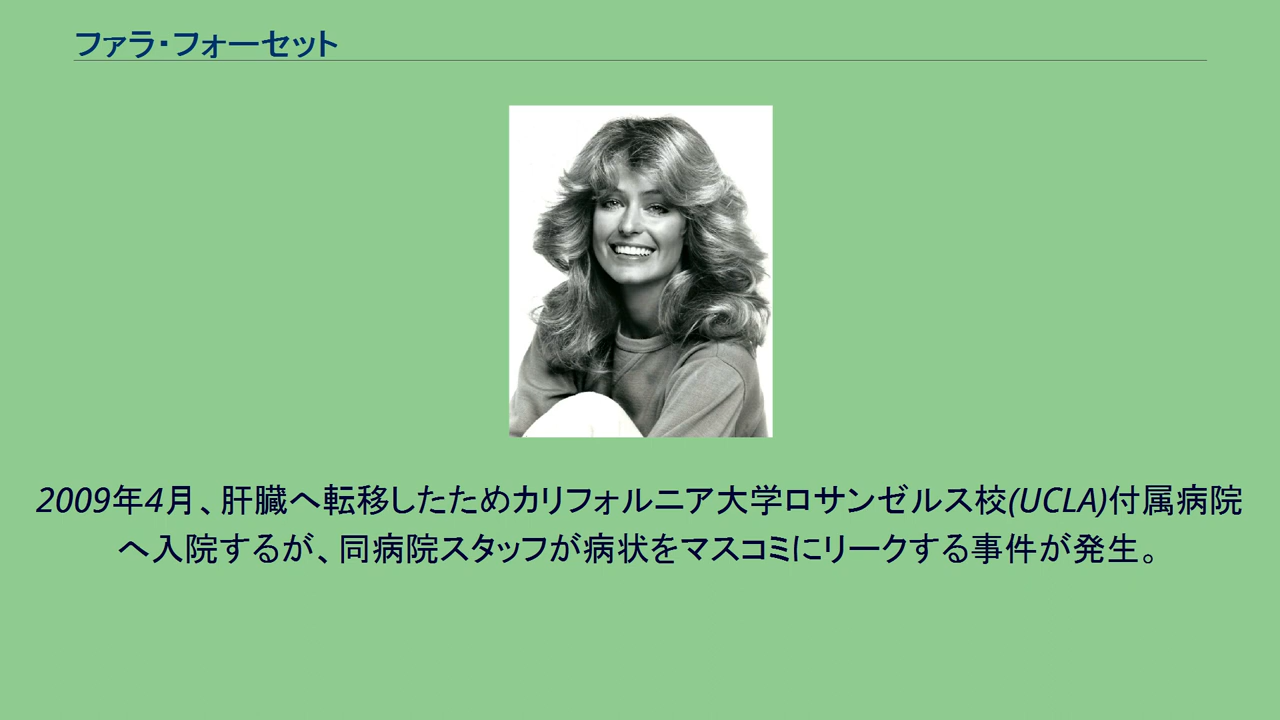 ファラ・フォーセット
2009年4月、肝臓へ転移したためカリフォルニア大学ロサンゼルス校(UCLA)付属病院
へ入院するが、同病院スタッフが病状をマスコミにリークする事件が発生。